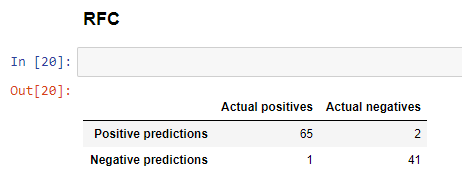 RFC
In [20]:
Out[20]:
Actual positives Actual negatives
Positive predictions 65 2
Negative predictions 1 41